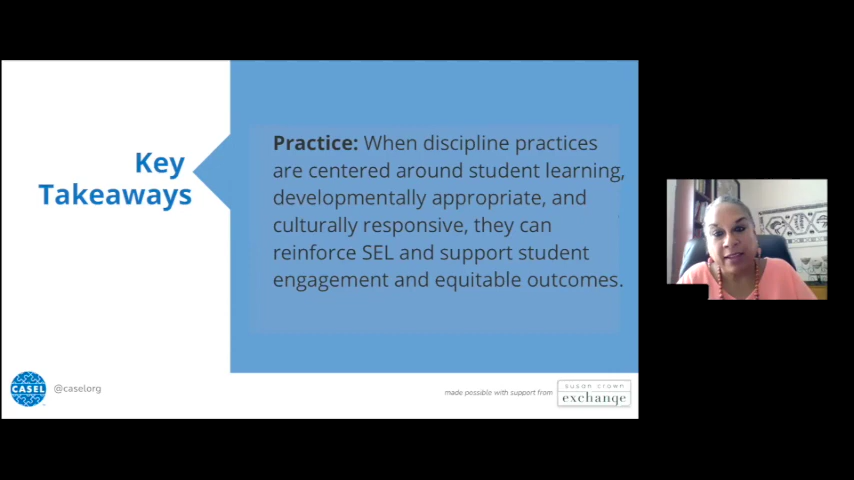 Key
Takeaways
Practice: When discipline practices
are centered around student learning,
developmentally appropriate, and
culturally responsive, they can
reinforce SEL and support student
engagement and equitable outcomes.
CASEL
@caselorg
made possible with support from
susan crown
exchange